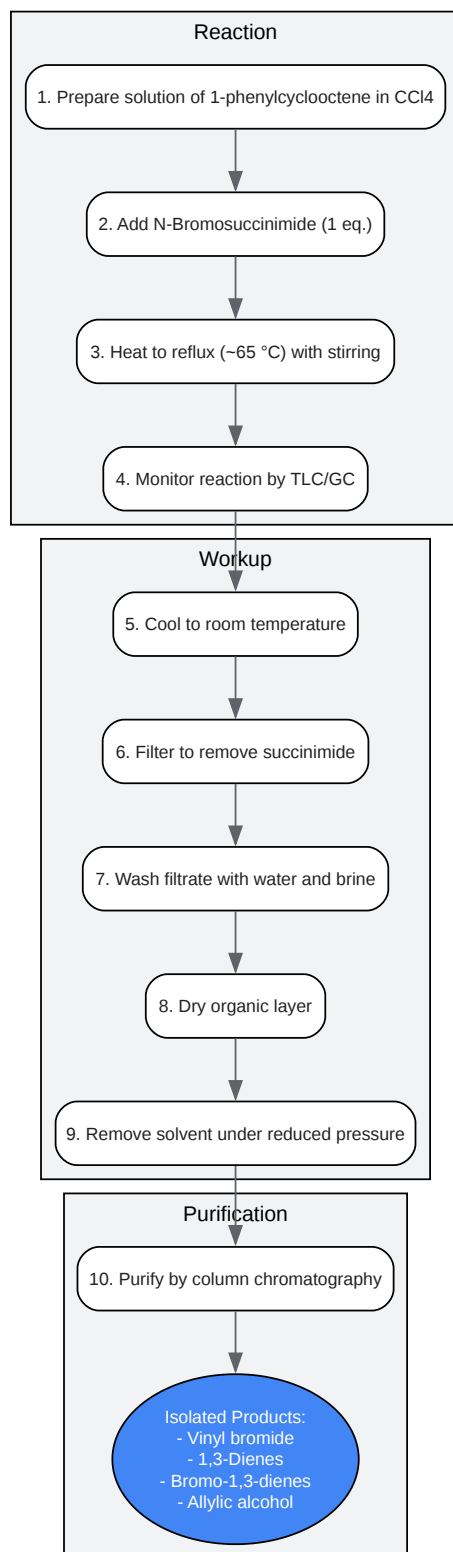 Reaction
1. Prepare solution of 1-phenylcyclooctene in CCl4
2. Add N-Bromosuccinimide (1 eq.)
3. Heat to reflux (~65 °C) with stirring
4. Monitor reaction by TLC/GC
Workup
5. Cool to room temperature
6. Filter to remove succinimide
7. Wash filtrate with water and brine
8. Dry organic layer
9. Remove solvent under reduced pressure
Purification
10. Purify by column chromatography
Isolated Products:
- Vinyl bromide
- 1,3-Dienes
- Bromo-1,3-dienes
- Allylic alcohol